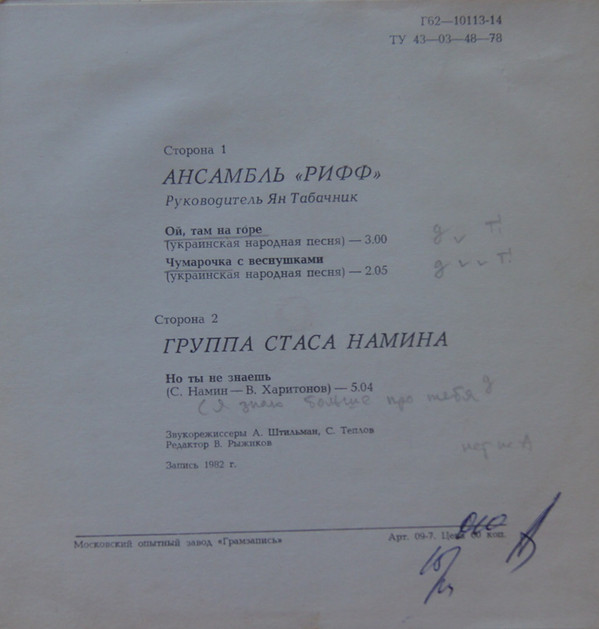 Г62—10113-14
ТУ 43—03—48—78
Сторона 1
АНСАМБЛЬ «РИФФ»
Руководитель Ян Табачник
Ой, там на горе
(украинская народная песня) — 3.00
Чумарочка с веснушками
(украинская народная песня) — 2.05
Сторона 2
ГРУППА СТАСА НАМИНА
Но ты не знаешь
(С. Намин — В. Харитонов) — 5.04
(Я знаю больше про тебя
Звукорежиссеры А. Штильман, С. Теплов
Редактор В. Рыжиков
Запись 1982 г.
Московский опытный завод «Грамзапись»
Арт. 09-7. Цена 60 коп.